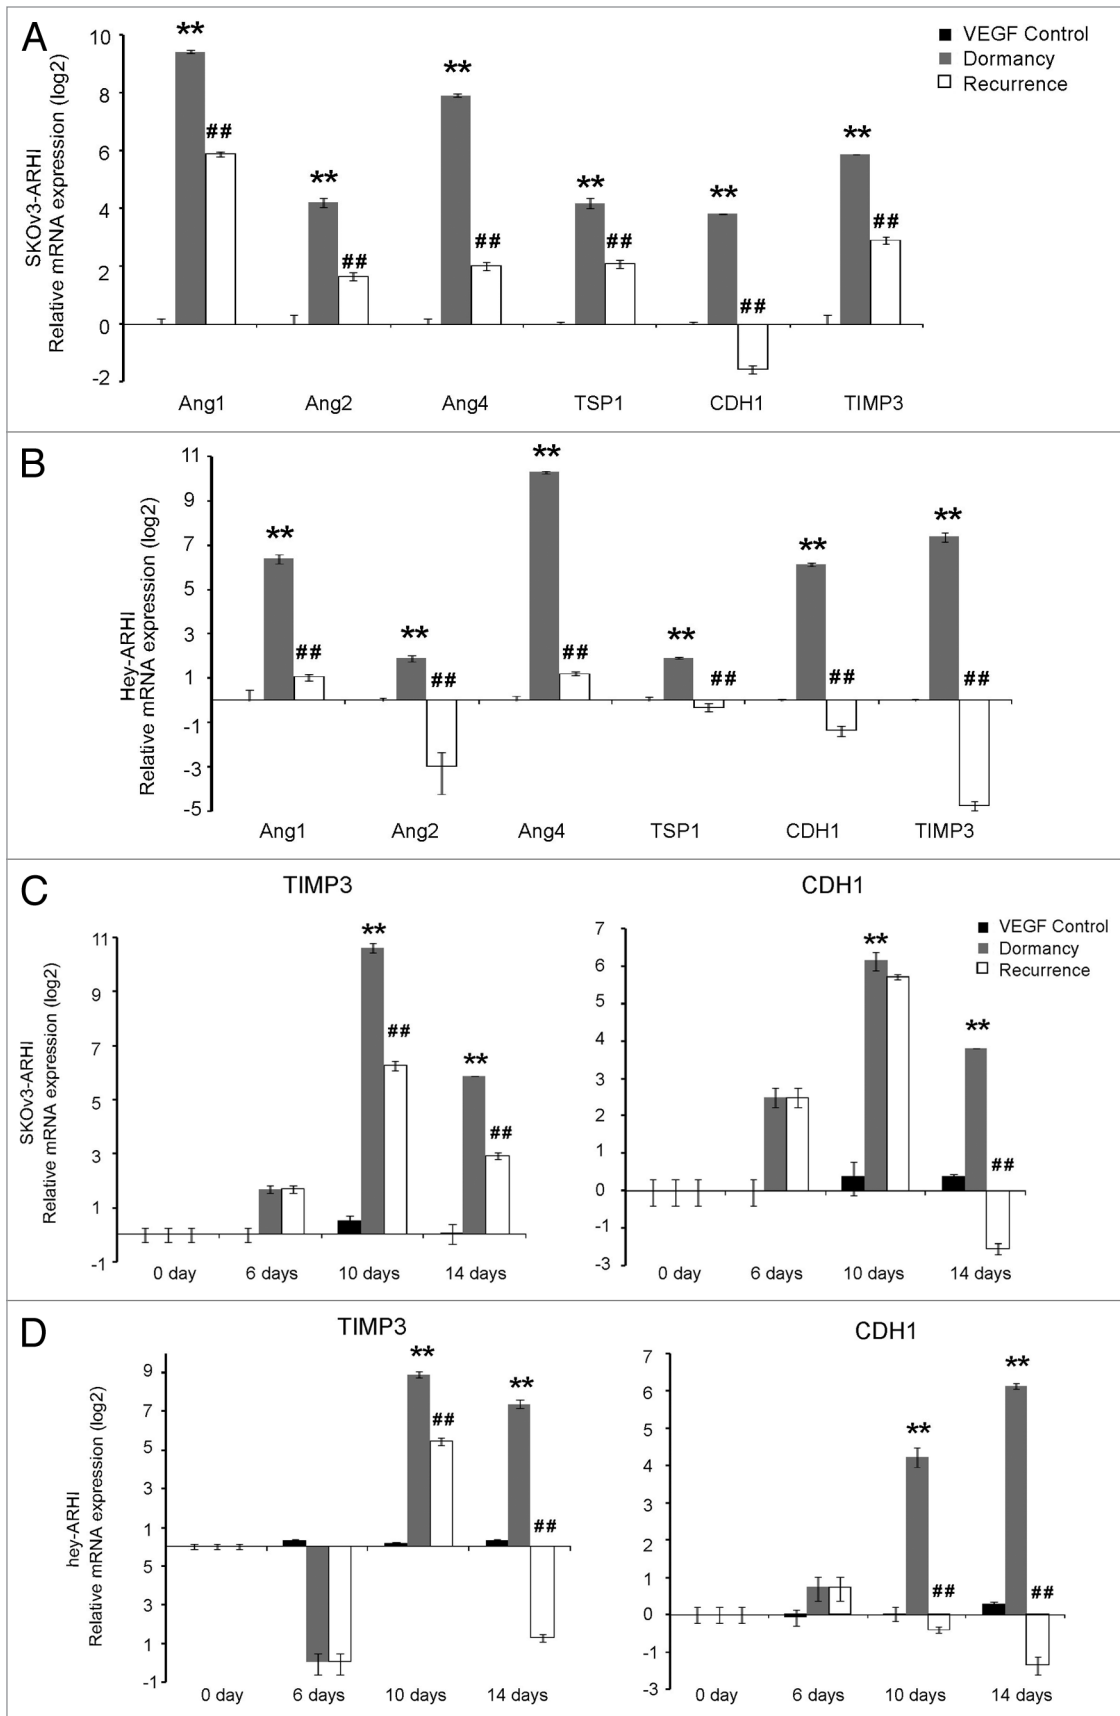 A
VEGF Control
Dormancy
Recurrence
SKOv3-ARHI
Relative mRNA expression (log2)
10
8
6
4
2
0
-2
** ## ** ## ** ## ** ## ** ## ** ##
Ang1 Ang2 Ang4 TSP1 CDH1 TIMP3
B
Hey-ARHI
Relative mRNA expression (log2)
11
9
7
5
3
1
-1
-3
-5
** ## ** ## ** ## ** ## ** ## ** ##
Ang1 Ang2 Ang4 TSP1 CDH1 TIMP3
C
TIMP3
SKOv3-ARHI
Relative mRNA expression (log2)
11
9
7
5
3
1
-1
** ## ** ##
0 day 6 days 10 days 14 days
CDH1
VEGF Control
Dormancy
Recurrence
7
6
5
4
3
2
1
0
-1
-3
** ** ##
0 day 6 days 10 days 14 days
D
TIMP3
hey-ARHI
Relative mRNA expression (log2)
9
7
5
3
1
5
3
1
-1
** ## ** ##
0 day 6 days 10 days 14 days
CDH1
7
6
5
4
3
2
1
0
-1
-3
** ## ** ##
0 day 6 days 10 days 14 days